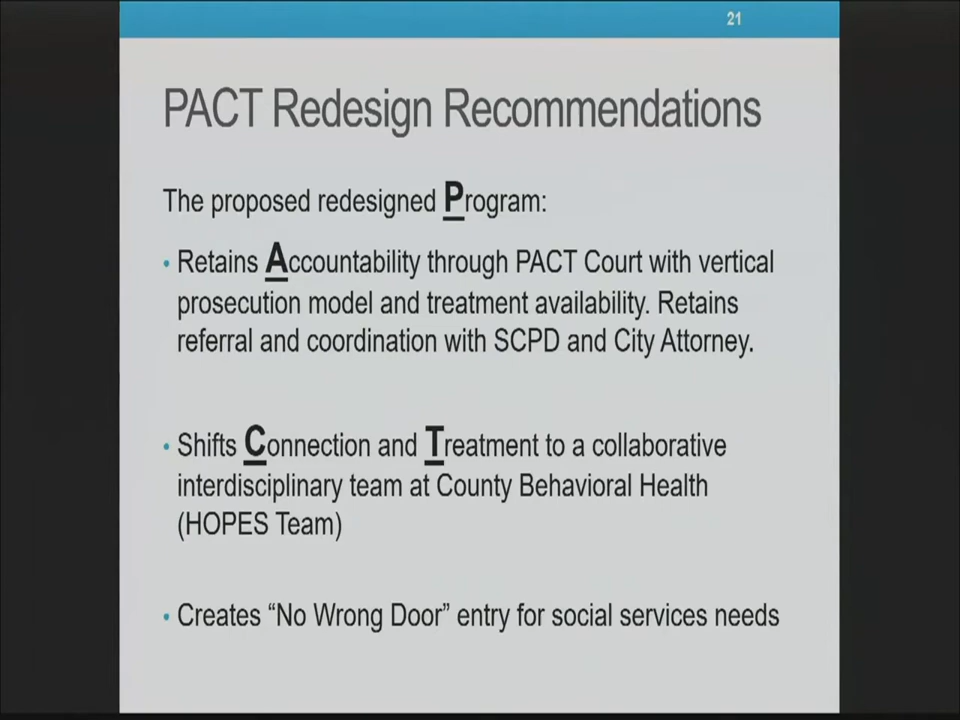 21
PACT Redesign Recommendations
The proposed redesigned Program:
• Retains Accountability through PACT Court with vertical
prosecution model and treatment availability. Retains
referral and coordination with SCPD and City Attorney.
• Shifts Connection and Treatment to a collaborative
interdisciplinary team at County Behavioral Health
(HOPES Team)
• Creates “No Wrong Door” entry for social services needs